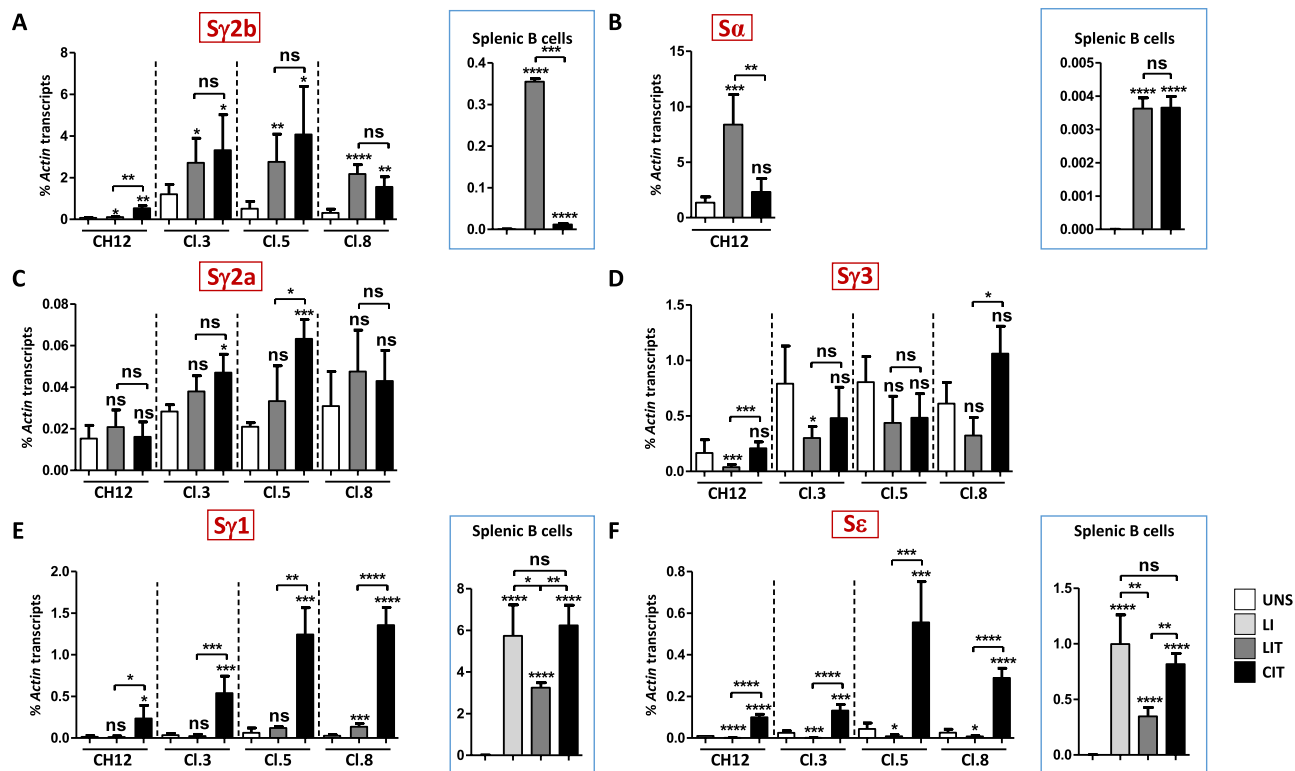 A
Sγ2b
% Actin transcripts
8
6
4
2
0
** * **
ns * *
ns ** *
ns **** **
CH12 Cl.3 Cl.5 Cl.8
Splenic B cells
0.4
0.3
0.2
0.1
0.0
***
****
****
B
Sα
% Actin transcripts
15
10
5
0
**
***
ns
CH12
Splenic B cells
0.005
0.004
0.003
0.002
0.001
0.000
ns
**** ****
C
Sγ2a
% Actin transcripts
0.08
0.06
0.04
0.02
0.00
ns ns ns
ns ns *
* ns ***
ns ns ns
CH12 Cl.3 Cl.5 Cl.8
D
Sγ3
% Actin transcripts
1.5
1.0
0.5
0.0
*** *** ns
ns * ns
ns ns ns
* ns ns
CH12 Cl.3 Cl.5 Cl.8
E
Sγ1
% Actin transcripts
2.0
1.5
1.0
0.5
0.0
* ns *
*** ns ***
** ns ***
**** *** ****
CH12 Cl.3 Cl.5 Cl.8
Splenic B cells
8
6
4
2
0
ns
* **
**** **** ****
F
Sε
% Actin transcripts
0.8
0.6
0.4
0.2
0.0
**** **** ****
**** *** ***
*** * ***
**** * ****
CH12 Cl.3 Cl.5 Cl.8
Splenic B cells
1.5
1.0
0.5
0.0
ns
** **
**** **** ****
UNS
LI
LIT
CIT